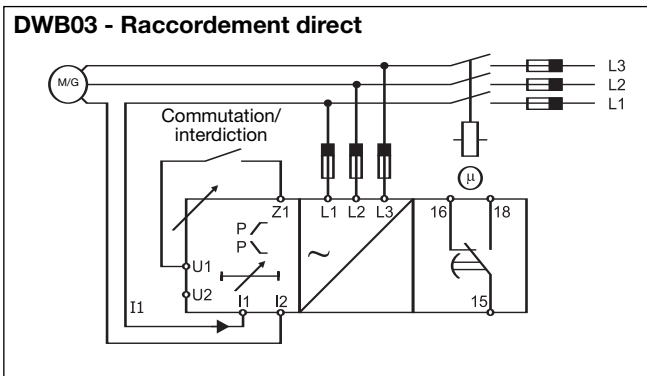 DWB03 - Raccordement direct
M/G
L3
L2
L1
Commutation/
interdiction
μ
Z1
L1 L2 L3
16
18
P
P
~
U1
U2
I1
I1
I2
15